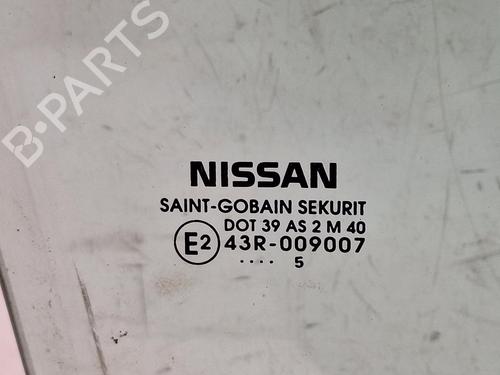 B-PARTS
NISSAN
SAINT-GOBAIN SEKURIT
DOT 39 AS 2 M 40
E2 43R-009007
.... 5